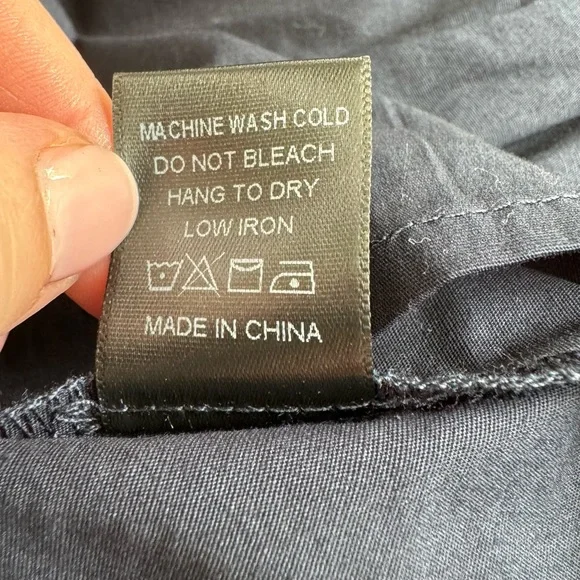 MACHINE WASH COLD
DO NOT BLEACH
HANG TO DRY
LOW IRON
MADE IN CHINA